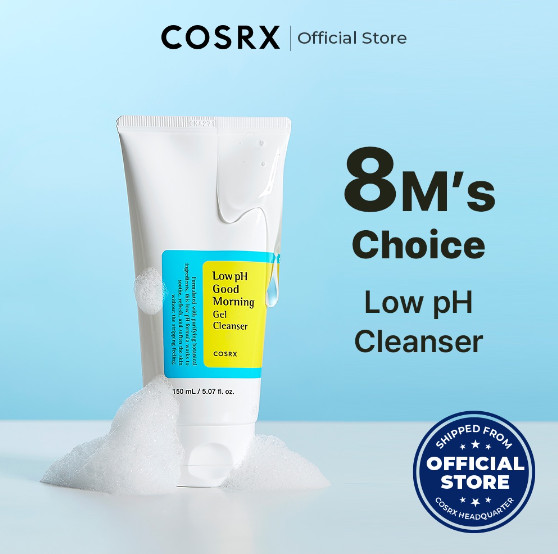 COSRX | Official Store
8M's
Choice
Low pH
Cleanser
Low pH
Good
Morning
Gel
Cleanser
COSRX
150 mL / 5.07 fl. oz.
SHIPPED FROM
OFFICIAL
STORE
COSRX HEADQUARTER